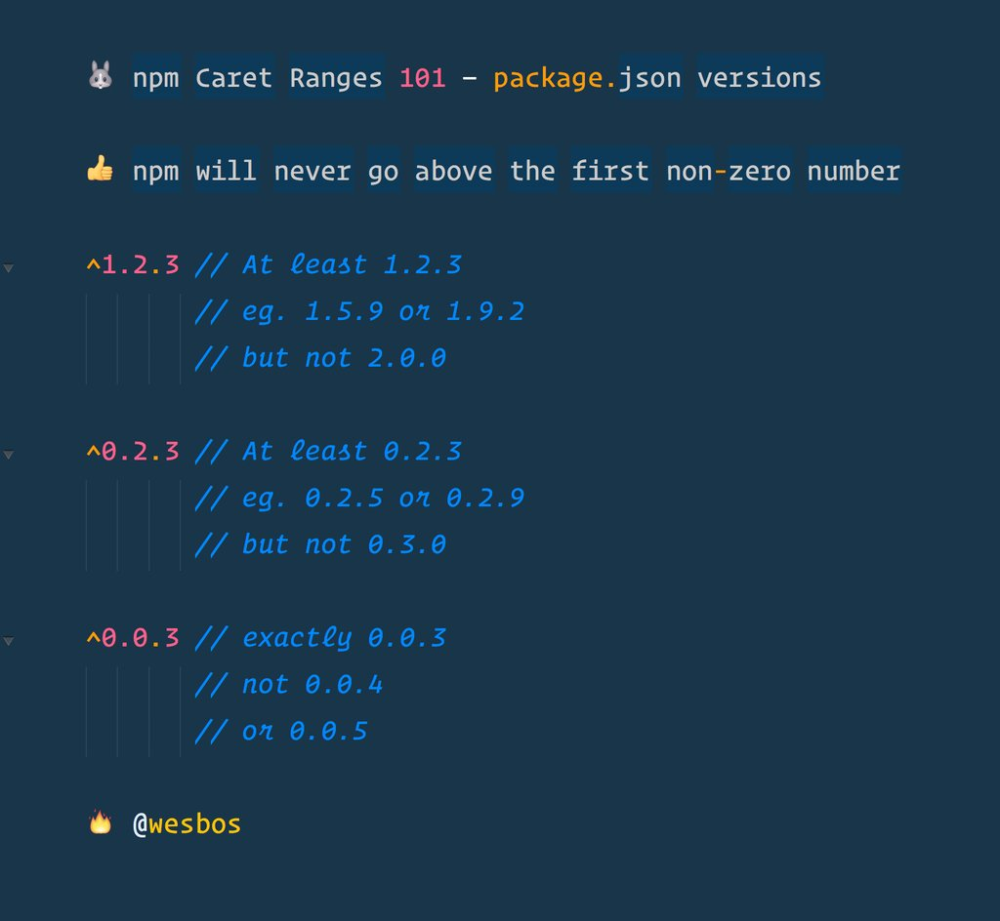 🐰 npm Caret Ranges 101 – package.json versions
👍 npm will never go above the first non-zero number
^1.2.3 // At least 1.2.3
// eg. 1.5.9 or 1.9.2
// but not 2.0.0
^0.2.3 // At least 0.2.3
// eg. 0.2.5 or 0.2.9
// but not 0.3.0
^0.0.3 // exactly 0.0.3
// not 0.0.4
// or 0.0.5
🔥 @wesbos